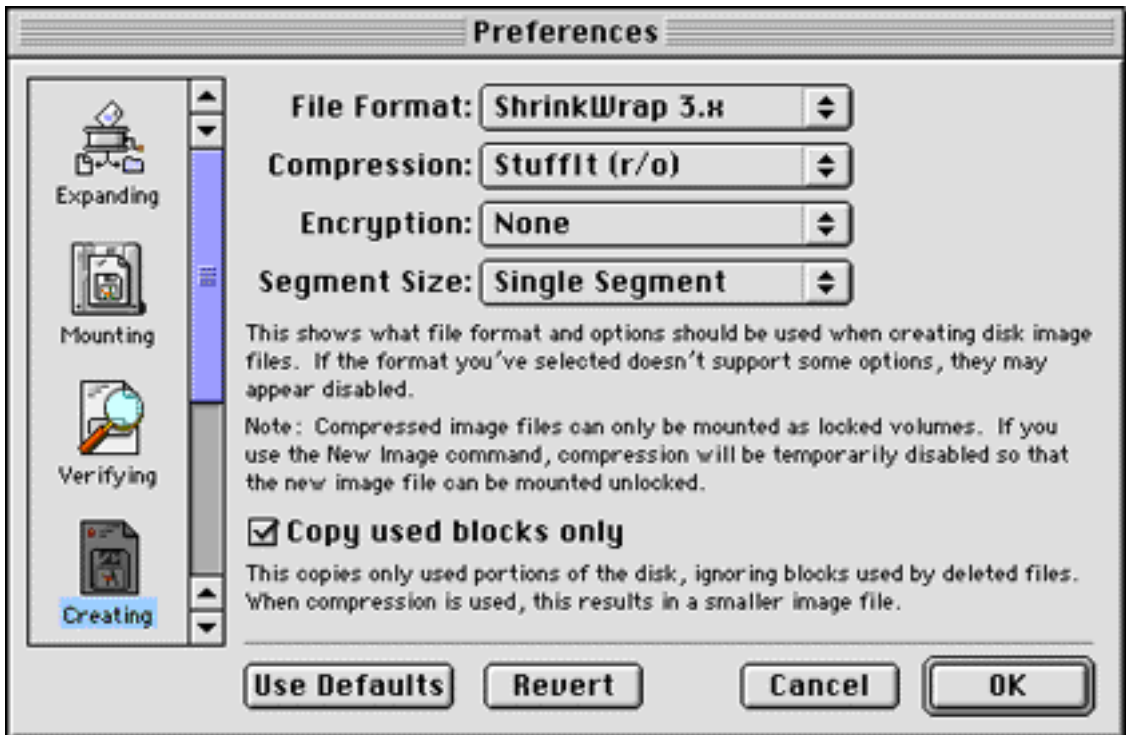 Preferences
Expanding
Mounting
Verifying
Creating
File Format: ShrinkWrap 3.x
Compression: StuffIt (r/o)
Encryption: None
Segment Size: Single Segment
This shows what file format and options should be used when creating disk image
files. If the format you've selected doesn't support some options, they may
appear disabled.
Note: Compressed image files can only be mounted as locked volumes. If you
use the New Image command, compression will be temporarily disabled so that
the new image file can be mounted unlocked.
Copy used blocks only
This copies only used portions of the disk, ignoring blocks used by deleted files.
When compression is used, this results in a smaller image file.
Use Defaults Revert Cancel OK